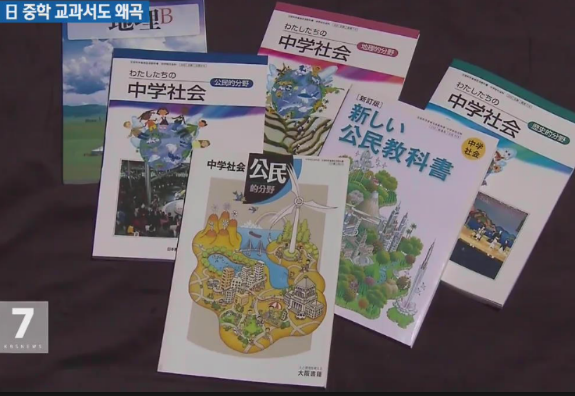 日 중학 교과서도 왜곡
地理B
わたしたちの
中学社会
公民的分野
わたしたちの
中学社会
地理的分野
わたしたちの
中学社会
歴史的分野
[新訂版]
新しい
公民教科書
中学
社会
中学社会
公民
的分野
大阪書籍
7
KBSNEWS